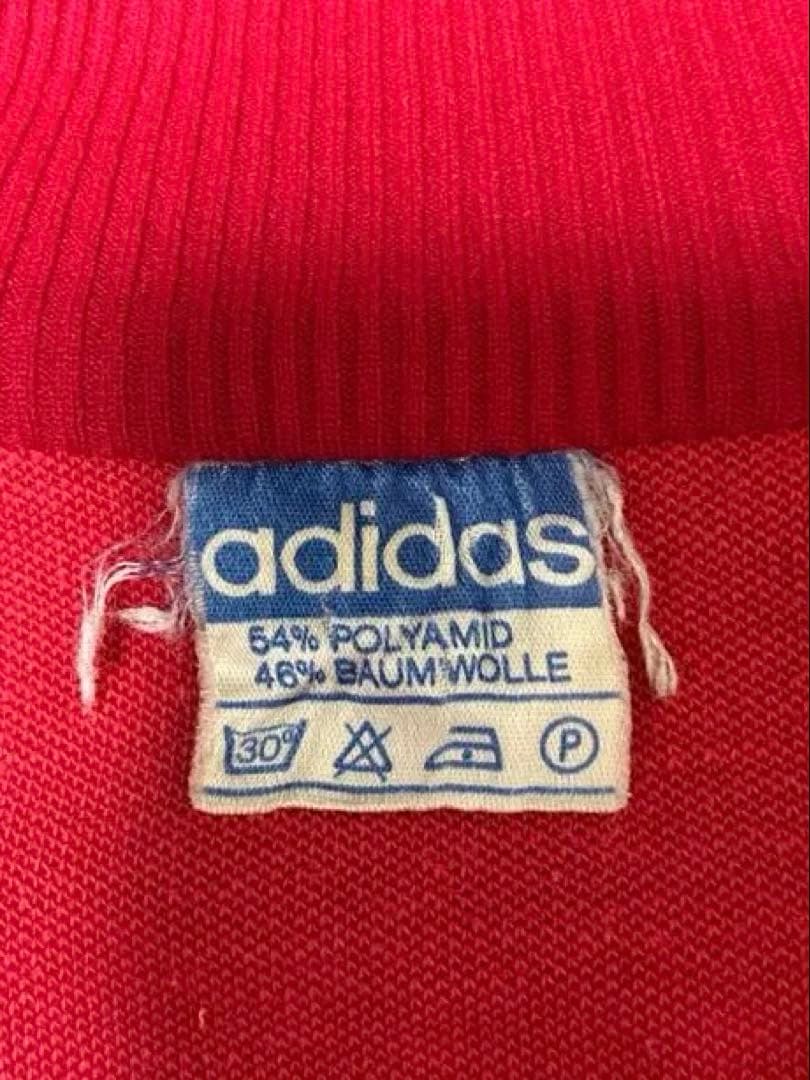 adidas
54% POLYAMID
46% BAUMWOLLE
30° P